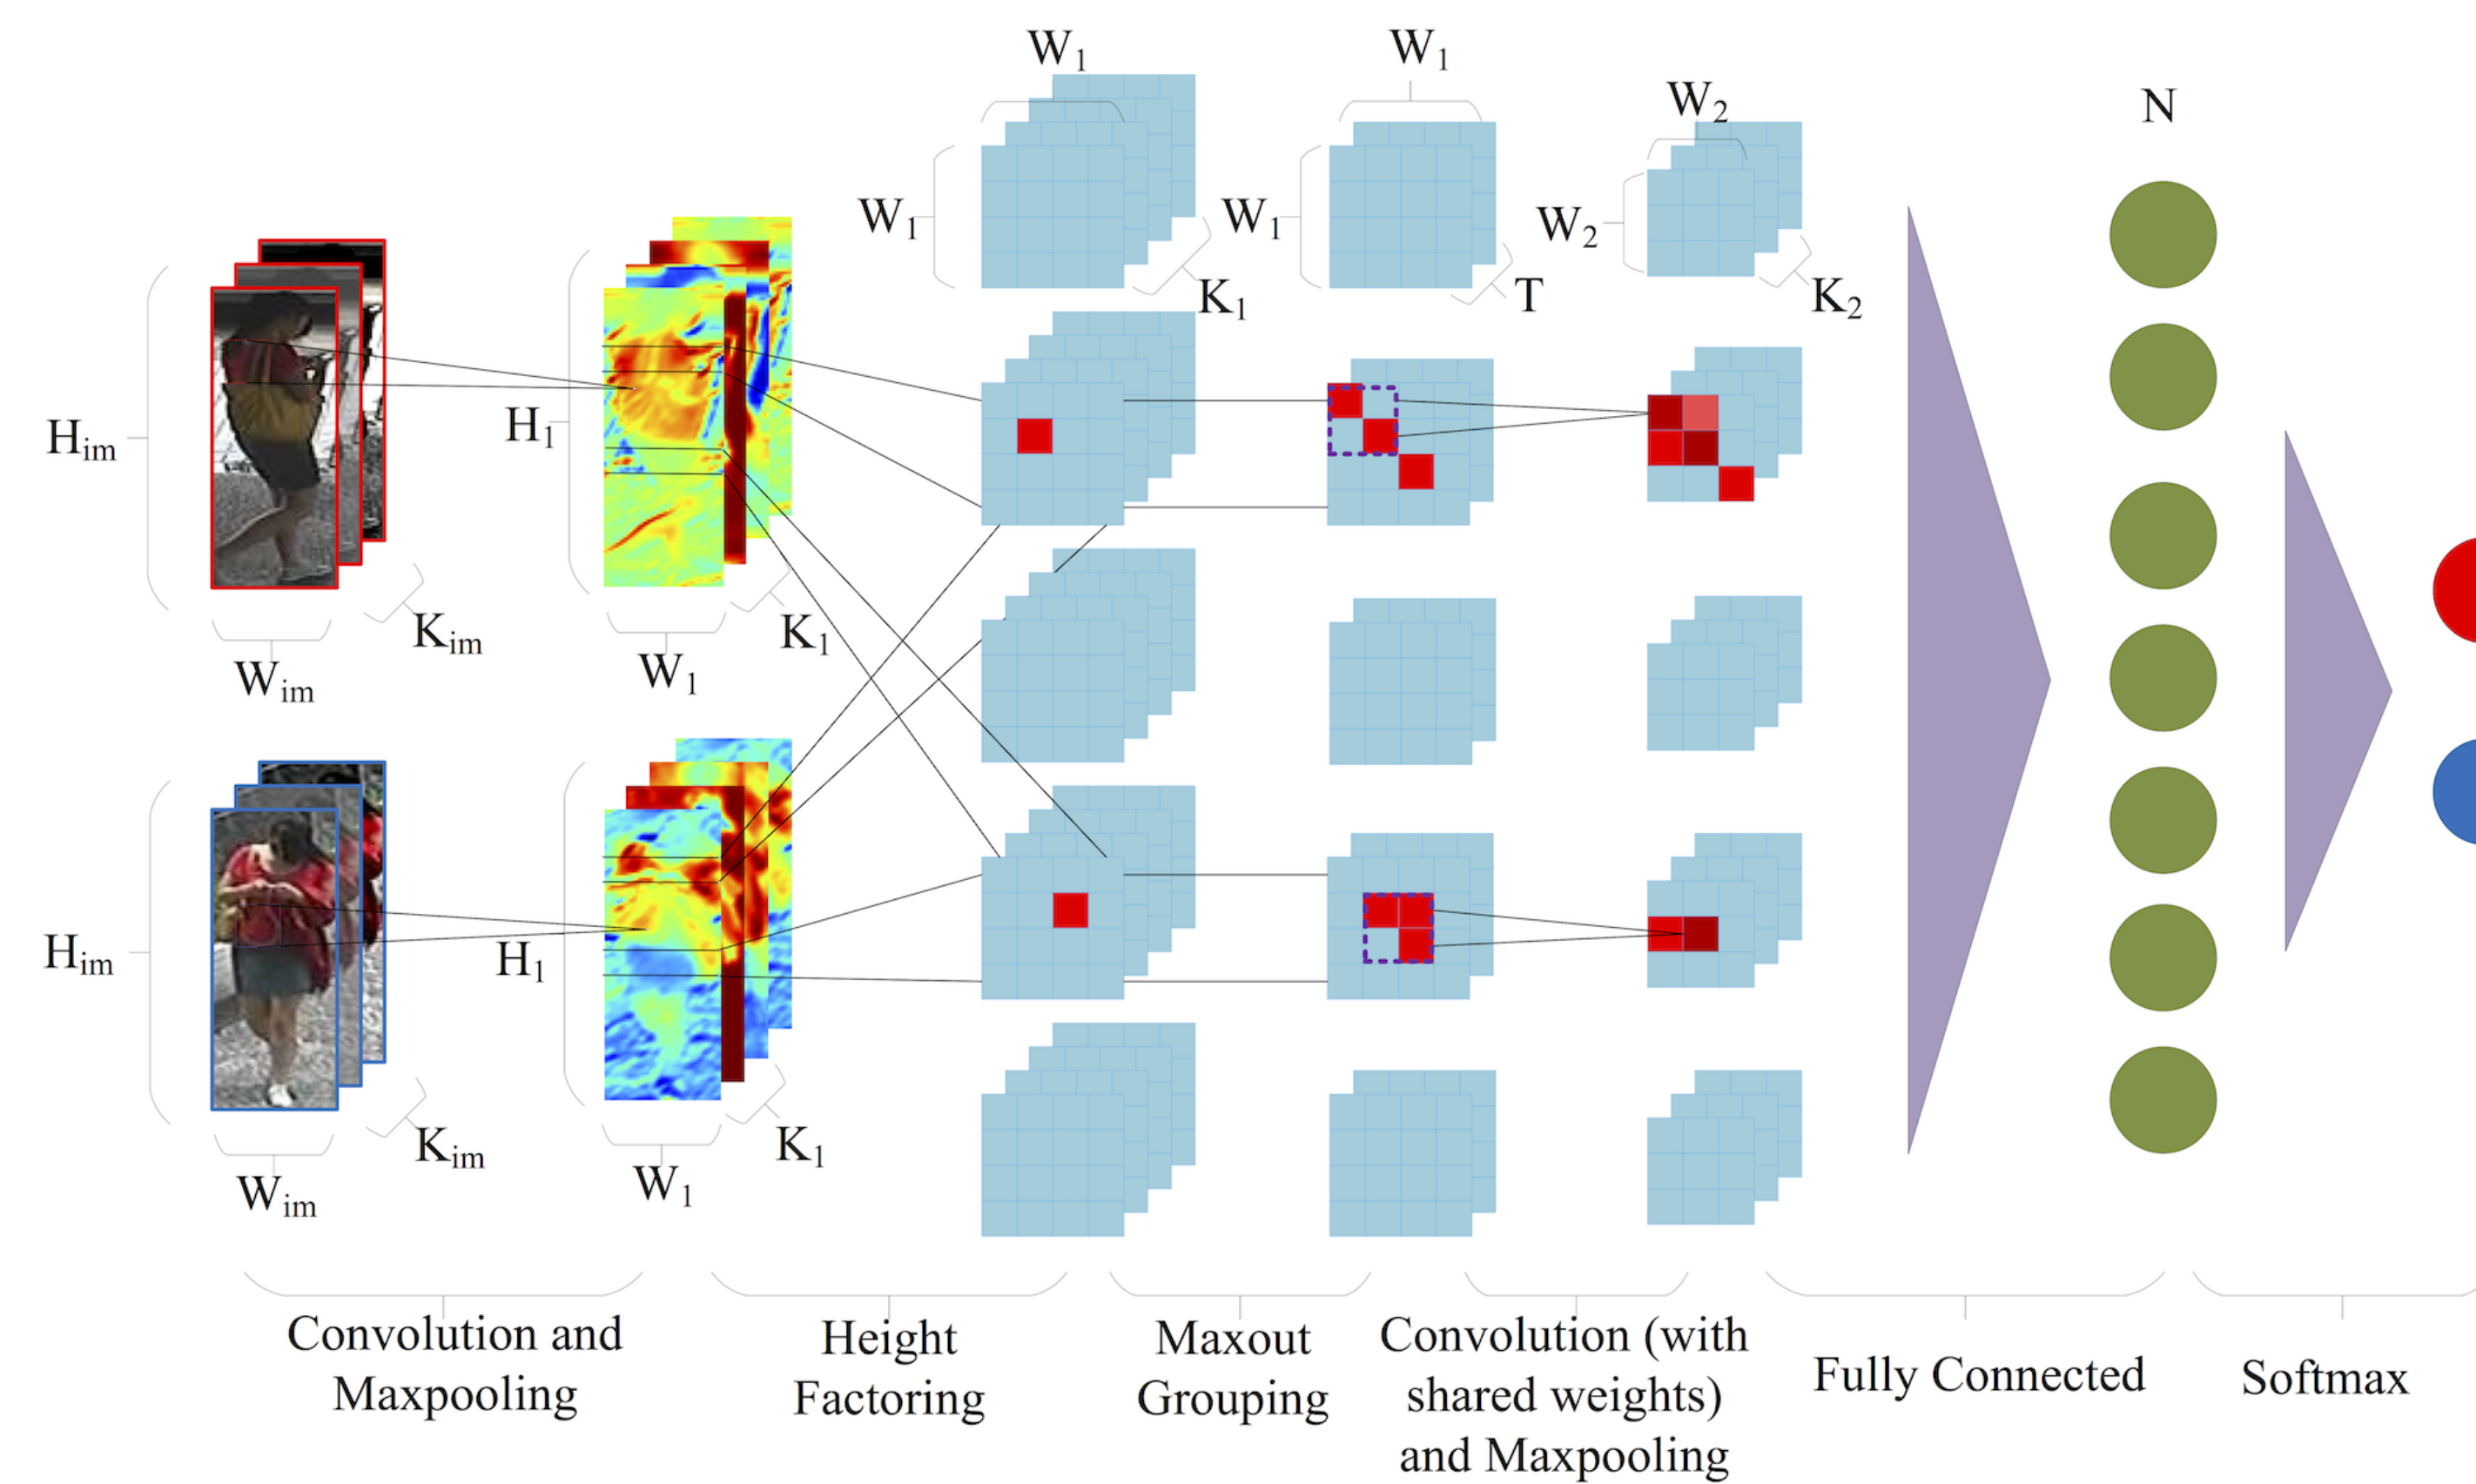 W₁
W₁
W₂
N
W₁
W₁
W₂
K₁
T
K₂
Hᵢₘ
H₁
Kᵢₘ
K₁
Wᵢₘ
W₁
Hᵢₘ
H₁
Kᵢₘ
K₁
Wᵢₘ
W₁
Convolution and
Maxpooling
Height
Factoring
Maxout
Grouping
Convolution (with
shared weights)
and Maxpooling
Fully Connected
Softmax